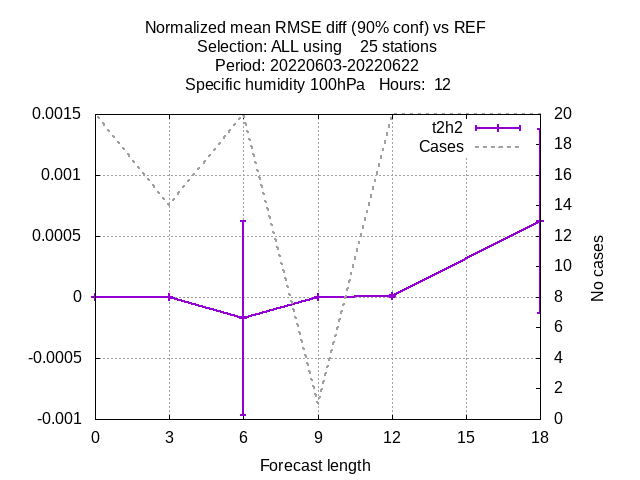 Normalized mean RMSE diff (90% conf) vs REF
Selection: ALL using    25 stations
Period: 20220603-20220622
Specific humidity 100hPa   Hours:  12
0.0015
0.001
0.0005
0
-0.0005
-0.001
t2h2
Cases
20
18
16
14
12
10
8
6
4
2
0
No cases
0 3 6 9 12 15 18
Forecast length